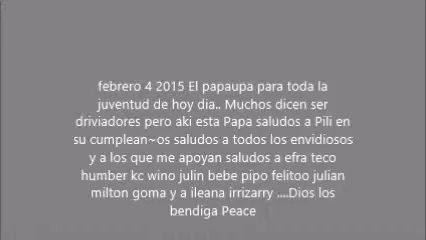 febrero 4 2015 El papaupa para toda la
juventud de hoy dia.. Muchos dicen ser
driviadores pero aki esta Papa saludos a Pili en
su cumplean~os saludos a todos los envidiosos
y a los que me apoyan saludos a efra teco
humber kc wino julin bebe pipo felitoo julian
milton goma y a ileana irrizarry ....Dios los
bendiga Peace